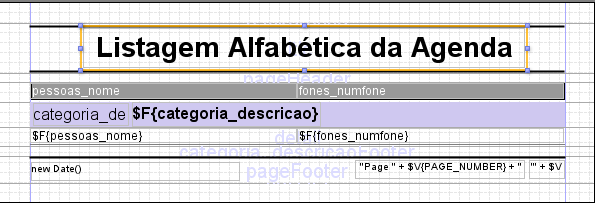 Listagem Alfabética da Agenda
pageHeader
pessoas_nome fones_numfone
categoria_de $F{categoria_descricao}
$F{pessoas_nome} $F{fones_numfone}
categoria_descricaoFooter
new Date() "Page " + $V{PAGE_NUMBER} + " "" + $V
pageFooter